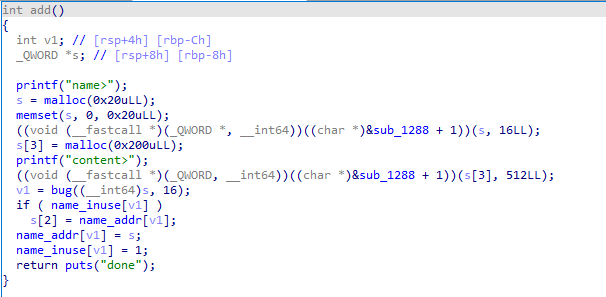 int add()
{
  int v1; // [rsp+4h] [rbp-Ch]
  _QWORD *s; // [rsp+8h] [rbp-8h]

  printf("name>");
  s = malloc(0x20uLL);
  memset(s, 0, 0x20uLL);
  ((void (__fastcall *)(_QWORD *, __int64))((char *)&sub_1288 + 1))(s, 16LL);
  s[3] = malloc(0x200uLL);
  printf("content>");
  ((void (__fastcall *)(_QWORD, __int64))((char *)&sub_1288 + 1))(s[3], 512LL);
  v1 = bug((__int64)s, 16);
  if ( name_inuse[v1] )
    s[2] = name_addr[v1];
  name_addr[v1] = s;
  name_inuse[v1] = 1;
  return puts("done");
}